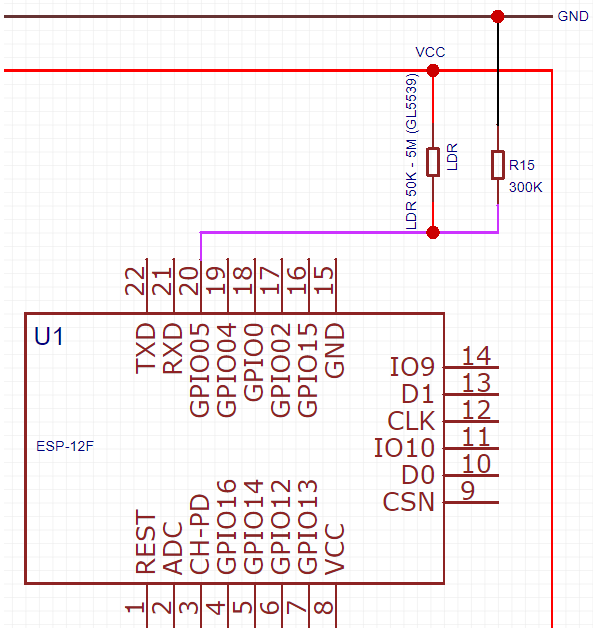 GND
VCC
LDR 50K - 5M (GL5539)
LDR
R15
300K
22
21
20
19
18
17
16
15
TXD
RXD
GPIO05
GPIO04
GPIO0
GPIO02
GPIO15
GND
U1
ESP-12F
IO9
14
D1
13
CLK
12
IO10
11
D0
10
CSN
9
REST
ADC
CH-PD
GPIO16
GPIO14
GPIO12
GPIO13
VCC
1
2
3
4
5
6
7
8